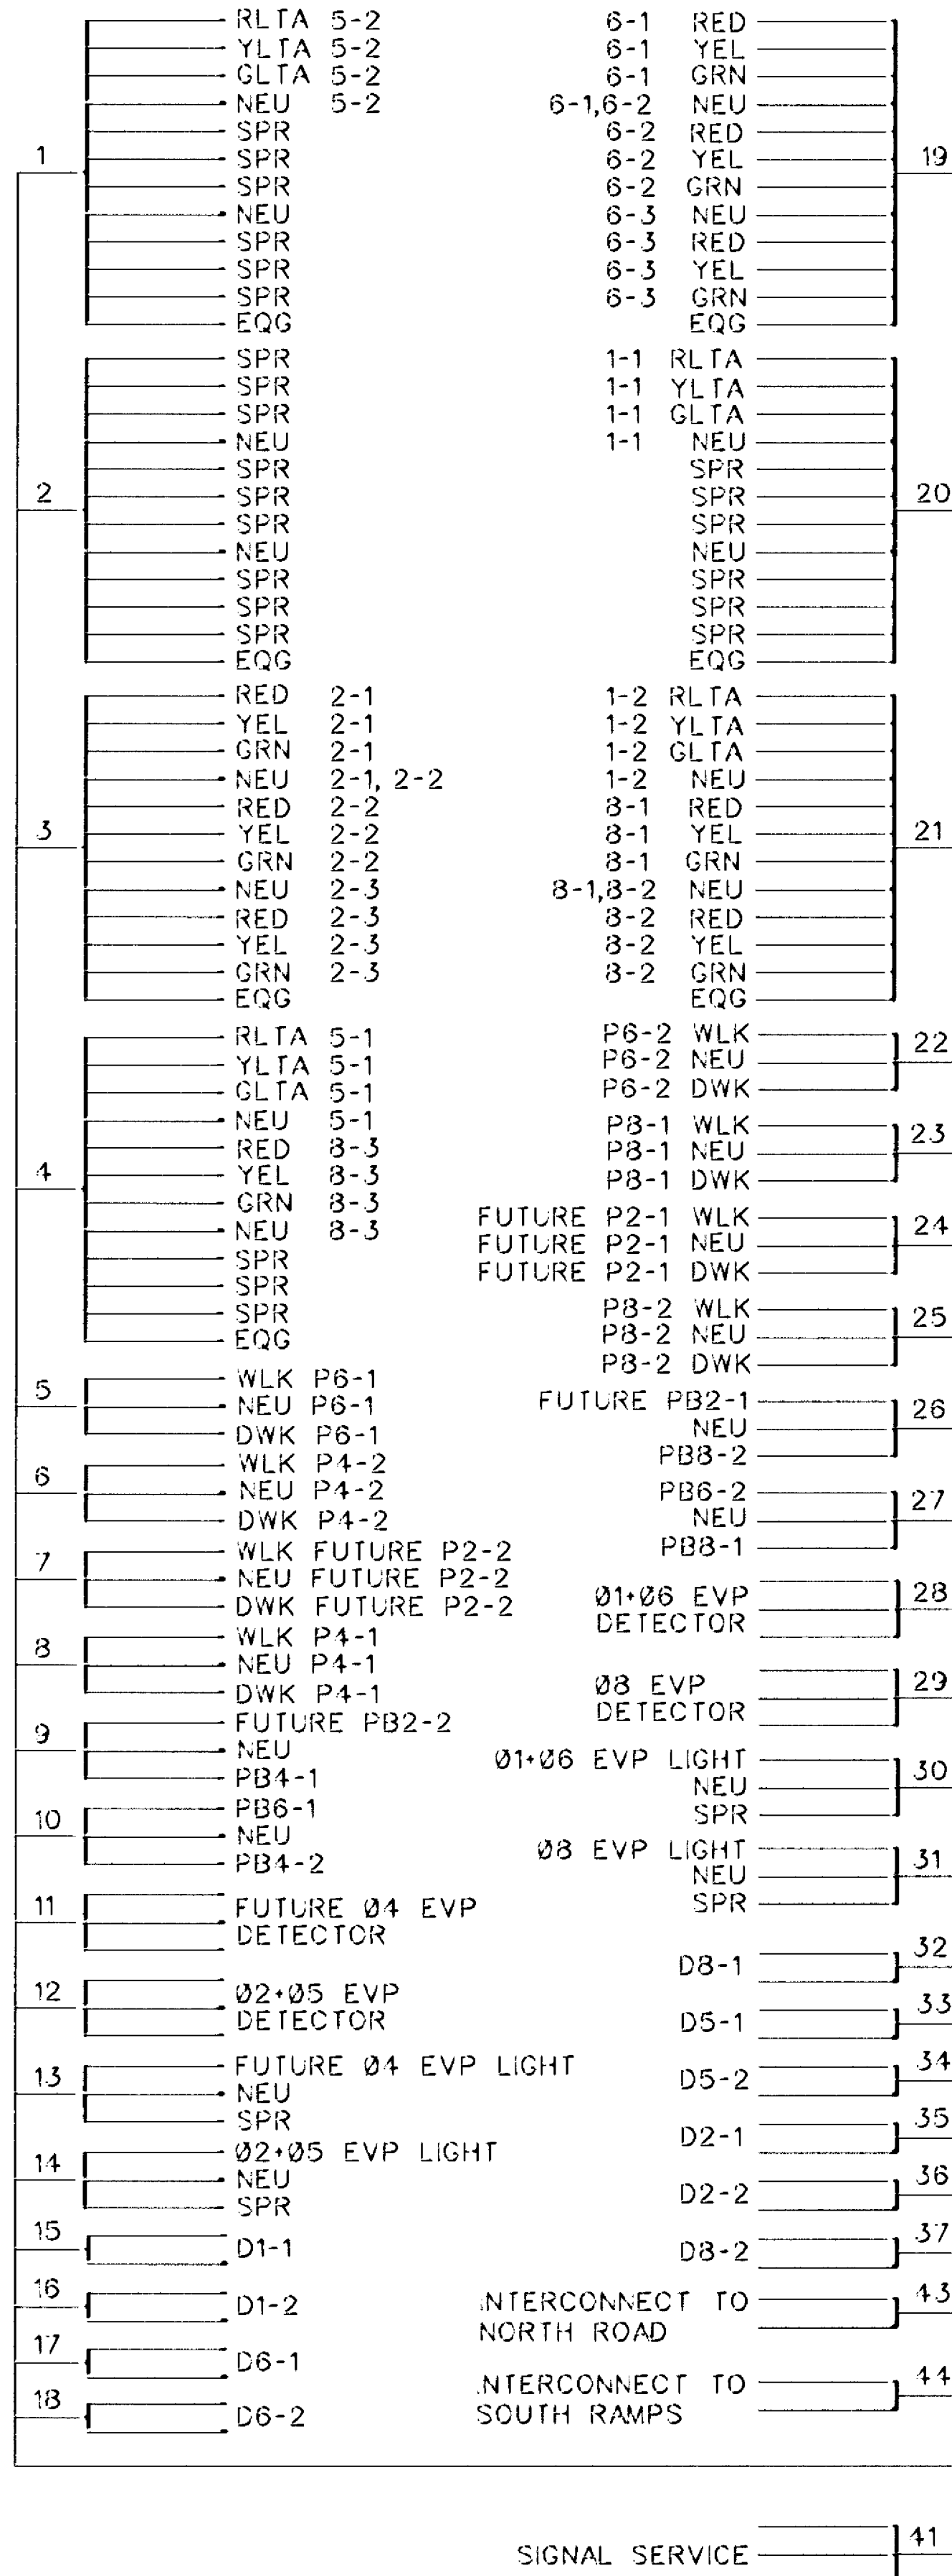 1
RLTA 5-2
YLTA 5-2
GLTA 5-2
NEU 5-2
SPR
SPR
SPR
NEU
SPR
SPR
SPR
EQG
2
SPR
SPR
SPR
NEU
SPR
SPR
SPR
NEU
SPR
SPR
SPR
EQG
3
RED 2-1
YEL 2-1
GRN 2-1
NEU 2-1, 2-2
RED 2-2
YEL 2-2
GRN 2-2
NEU 2-3
RED 2-3
YEL 2-3
GRN 2-3
EQG
4
RLTA 5-1
YLTA 5-1
GLTA 5-1
NEU 5-1
RED 8-3
YEL 8-3
GRN 8-3
NEU 8-3
SPR
SPR
SPR
EQG
5
WLK P6-1
NEU P6-1
DWK P6-1
6
WLK P4-2
NEU P4-2
DWK P4-2
7
WLK FUTURE P2-2
NEU FUTURE P2-2
DWK FUTURE P2-2
8
WLK P4-1
NEU P4-1
DWK P4-1
9
FUTURE PB2-2
NEU
PB4-1
10
PB6-1
NEU
PB4-2
11
FUTURE Ø4 EVP
DETECTOR
12
Ø2+Ø5 EVP
DETECTOR
13
FUTURE Ø4 EVP LIGHT
NEU
SPR
14
Ø2+Ø5 EVP LIGHT
NEU
SPR
15
D1-1
16
D1-2
17
D6-1
18
D6-2
6-1 RED
6-1 YEL
6-1 GRN
6-1,6-2 NEU
6-2 RED
6-2 YEL
6-2 GRN
6-3 NEU
6-3 RED
6-3 YEL
6-3 GRN
EQG
19
1-1 RLTA
1-1 YLTA
1-1 GLTA
1-1 NEU
SPR
SPR
SPR
NEU
SPR
SPR
SPR
EQG
20
1-2 RLTA
1-2 YLTA
1-2 GLTA
1-2 NEU
8-1 RED
8-1 YEL
8-1 GRN
8-1,8-2 NEU
8-2 RED
8-2 YEL
8-2 GRN
EQG
21
P6-2 WLK
P6-2 NEU
P6-2 DWK
22
P8-1 WLK
P8-1 NEU
P8-1 DWK
23
FUTURE P2-1 WLK
FUTURE P2-1 NEU
FUTURE P2-1 DWK
24
P8-2 WLK
P8-2 NEU
P8-2 DWK
25
FUTURE PB2-1
NEU
PB8-2
26
PB6-2
NEU
PB8-1
27
Ø1+Ø6 EVP
DETECTOR
28
Ø8 EVP
DETECTOR
29
Ø1+Ø6 EVP LIGHT
NEU
SPR
30
Ø8 EVP LIGHT
NEU
SPR
31
D8-1
32
D5-1
33
D5-2
34
D2-1
35
D2-2
36
D8-2
37
INTERCONNECT TO
NORTH ROAD
43
INTERCONNECT TO
SOUTH RAMPS
44
SIGNAL SERVICE
41